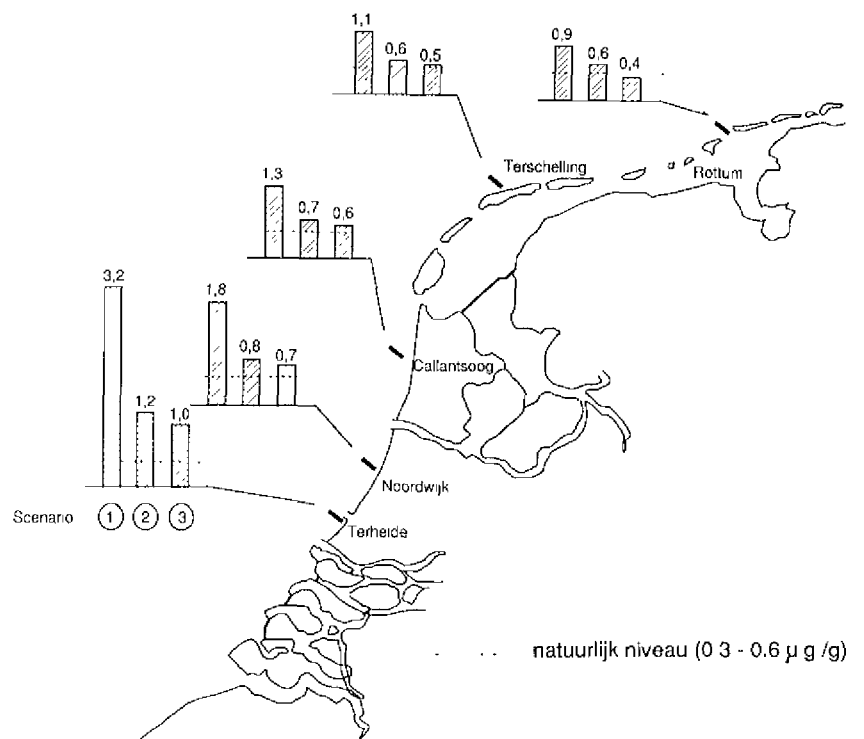 1,1
0,6
0,5
0,9
0,6
0,4
Terschelling
Rottum
1,3
0,7
0,6
3,2
1,2
1,0
1,8
0,8
0,7
Callantsoog
Noordwijk
Terheide
Scenario 1 2 3
natuurlijk niveau (0 3 - 0.6 µ g /g)